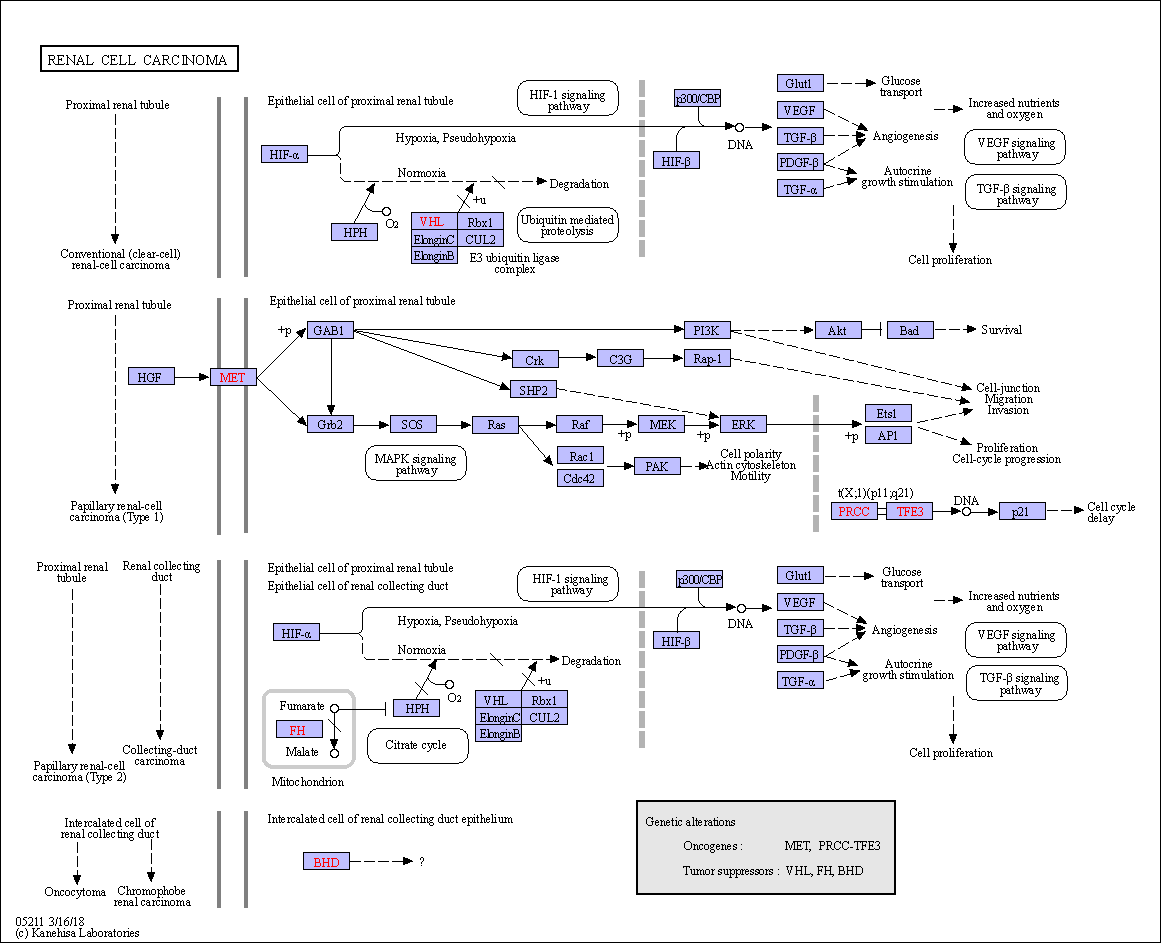 RENAL CELL CARCINOMA
Proximal renal tubule
Conventional (clear-cell)
renal-cell carcinoma
Epithelial cell of proximal renal tubule
HIF-1 signaling
pathway
HIF-α
Hypoxia, Pseudohypoxia
Normoxia
Degradation
HPH
O2
+u
VHL
Rbx1
ElonginC
CUL2
ElonginB
E3 ubiquitin ligase
complex
Ubiquitin mediated
proteolysis
p300/CBP
HIF-β
DNA
Glut1
VEGF
TGF-β
PDGF-β
TGF-α
Glucose
transport
Angiogenesis
Autocrine
growth stimulation
Increased nutrients
and oxygen
VEGF signaling
pathway
TGF-β signaling
pathway
Cell proliferation
Proximal renal tubule
Papillary renal-cell
carcinoma (Type 1)
Epithelial cell of proximal renal tubule
HGF
MET
+p
GAB1
PI3K
Akt
Bad
Survival
Crk
C3G
Rap-1
SHP2
Cell-junction
Migration
Invasion
Grb2
SOS
Ras
Raf
+p
MEK
+p
ERK
+p
Ets1
AP1
Proliferation
Cell-cycle progression
MAPK signaling
pathway
Rac1
Cdc42
PAK
Cell polarity
Actin cytoskeleton
Motility
t(X;1)(p11;q21)
PRCC
TFE3
DNA
p21
Cell cycle
delay
Proximal renal
tubule
Renal collecting
duct
Papillary renal-cell
carcinoma (Type 2)
Collecting-duct
carcinoma
Epithelial cell of proximal renal tubule
Epithelial cell of renal collecting duct
HIF-1 signaling
pathway
HIF-α
Hypoxia, Pseudohypoxia
Normoxia
Degradation
Fumarate
FH
Malate
Mitochondrion
HPH
O2
Citrate cycle
+u
VHL
Rbx1
ElonginC
CUL2
ElonginB
p300/CBP
HIF-β
DNA
Glut1
VEGF
TGF-β
PDGF-β
TGF-α
Glucose
transport
Angiogenesis
Autocrine
growth stimulation
Increased nutrients
and oxygen
VEGF signaling
pathway
TGF-β signaling
pathway
Cell proliferation
Intercalated cell of
renal collecting duct
Oncocytoma
Chromophobe
renal carcinoma
Intercalated cell of renal collecting duct epithelium
BHD
?
Genetic alterations
Oncogenes : MET, PRCC-TFE3
Tumor suppressors : VHL, FH, BHD
05211 3/16/18
(c) Kanehisa Laboratories